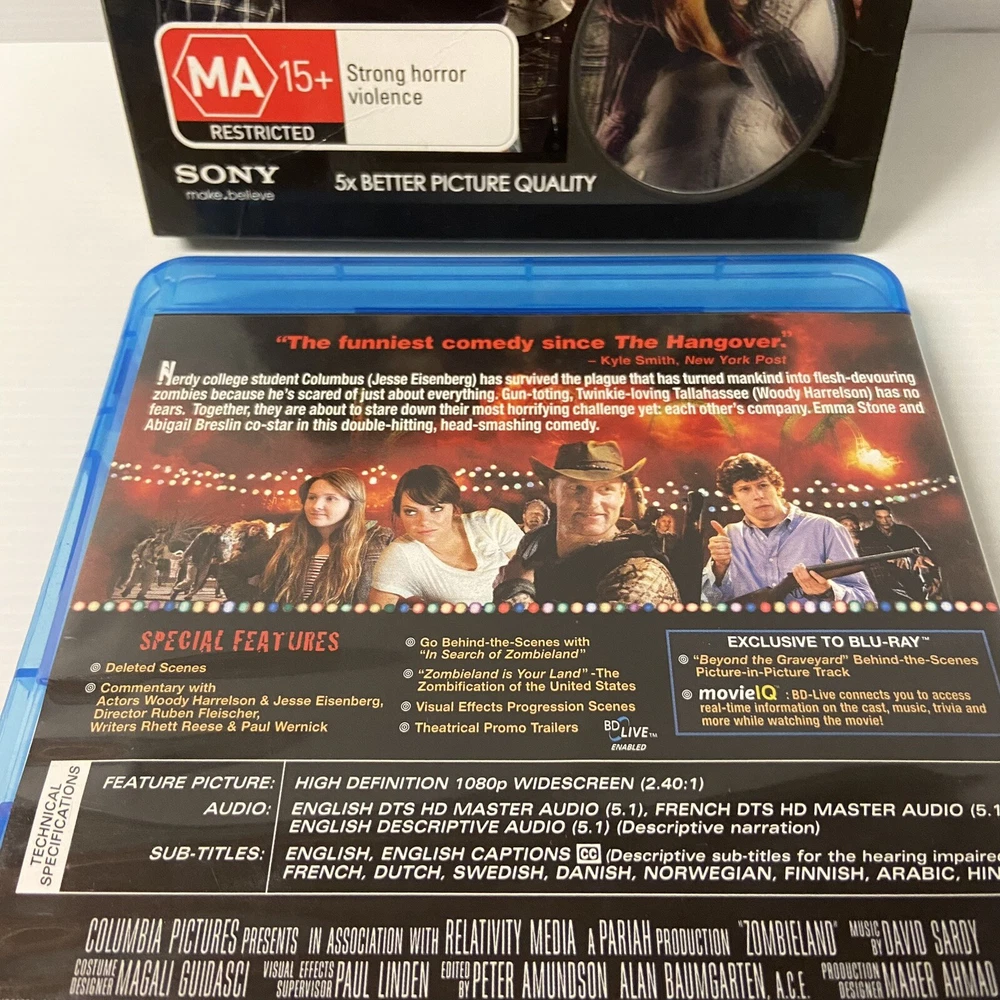 MA 15+
Strong horror
violence
RESTRICTED
SONY
make.believe
5x BETTER PICTURE QUALITY
"The funniest comedy since The Hangover."
– Kyle Smith, New York Post
Nerdy college student Columbus (Jesse Eisenberg) has survived the plague that has turned mankind into flesh-devouring
zombies because he's scared of just about everything. Gun-toting, Twinkie-loving Tallahassee (Woody Harrelson) has no
fears. Together, they are about to stare down their most horrifying challenge yet: each other's company. Emma Stone and
Abigail Breslin co-star in this double-hitting, head-smashing comedy.
SPECIAL FEATURES
Deleted Scenes
Commentary with
Actors Woody Harrelson & Jesse Eisenberg,
Director Ruben Fleischer,
Writers Rhett Reese & Paul Wernick
Go Behind-the-Scenes with
"In Search of Zombieland"
"Zombieland is Your Land" -The
Zombification of the United States
Visual Effects Progression Scenes
Theatrical Promo Trailers
BD LIVE™
ENABLED
EXCLUSIVE TO BLU-RAY™
"Beyond the Graveyard" Behind-the-Scenes
Picture-in-Picture Track
movieIQ™ : BD-Live connects you to access
real-time information on the cast, music, trivia and
more while watching the movie!
TECHNICAL
SPECIFICATIONS
FEATURE PICTURE: HIGH DEFINITION 1080p WIDESCREEN (2.40:1)
AUDIO: ENGLISH DTS HD MASTER AUDIO (5.1), FRENCH DTS HD MASTER AUDIO (5.1
ENGLISH DESCRIPTIVE AUDIO (5.1) (Descriptive narration)
SUB-TITLES: ENGLISH, ENGLISH CAPTIONS CC (Descriptive sub-titles for the hearing impaired
FRENCH, DUTCH, SWEDISH, DANISH, NORWEGIAN, FINNISH, ARABIC, HIN
COLUMBIA PICTURES PRESENTS IN ASSOCIATION WITH RELATIVITY MEDIA A PARIAH PRODUCTION "ZOMBIELAND" MUSIC BY DAVID SARDY
COSTUME DESIGNER MAGALI GUIDASCI VISUAL EFFECTS SUPERVISOR PAUL LINDEN EDITED BY PETER AMUNDSON ALAN BAUMGARTEN, A.C.E. PRODUCTION DESIGNER MAHER AHMAD